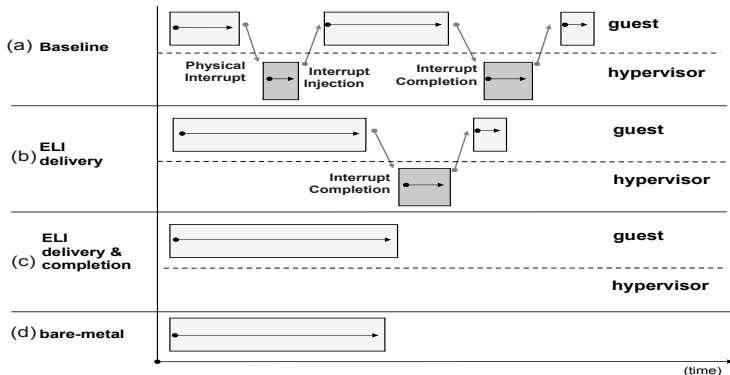 guest
(a) Baseline
Physical Interrupt
Interrupt Injection
Interrupt Completion
hypervisor
(b) ELI delivery
guest
Interrupt Completion
hypervisor
(c) ELI delivery & completion
guest
hypervisor
(d) bare-metal
(time)